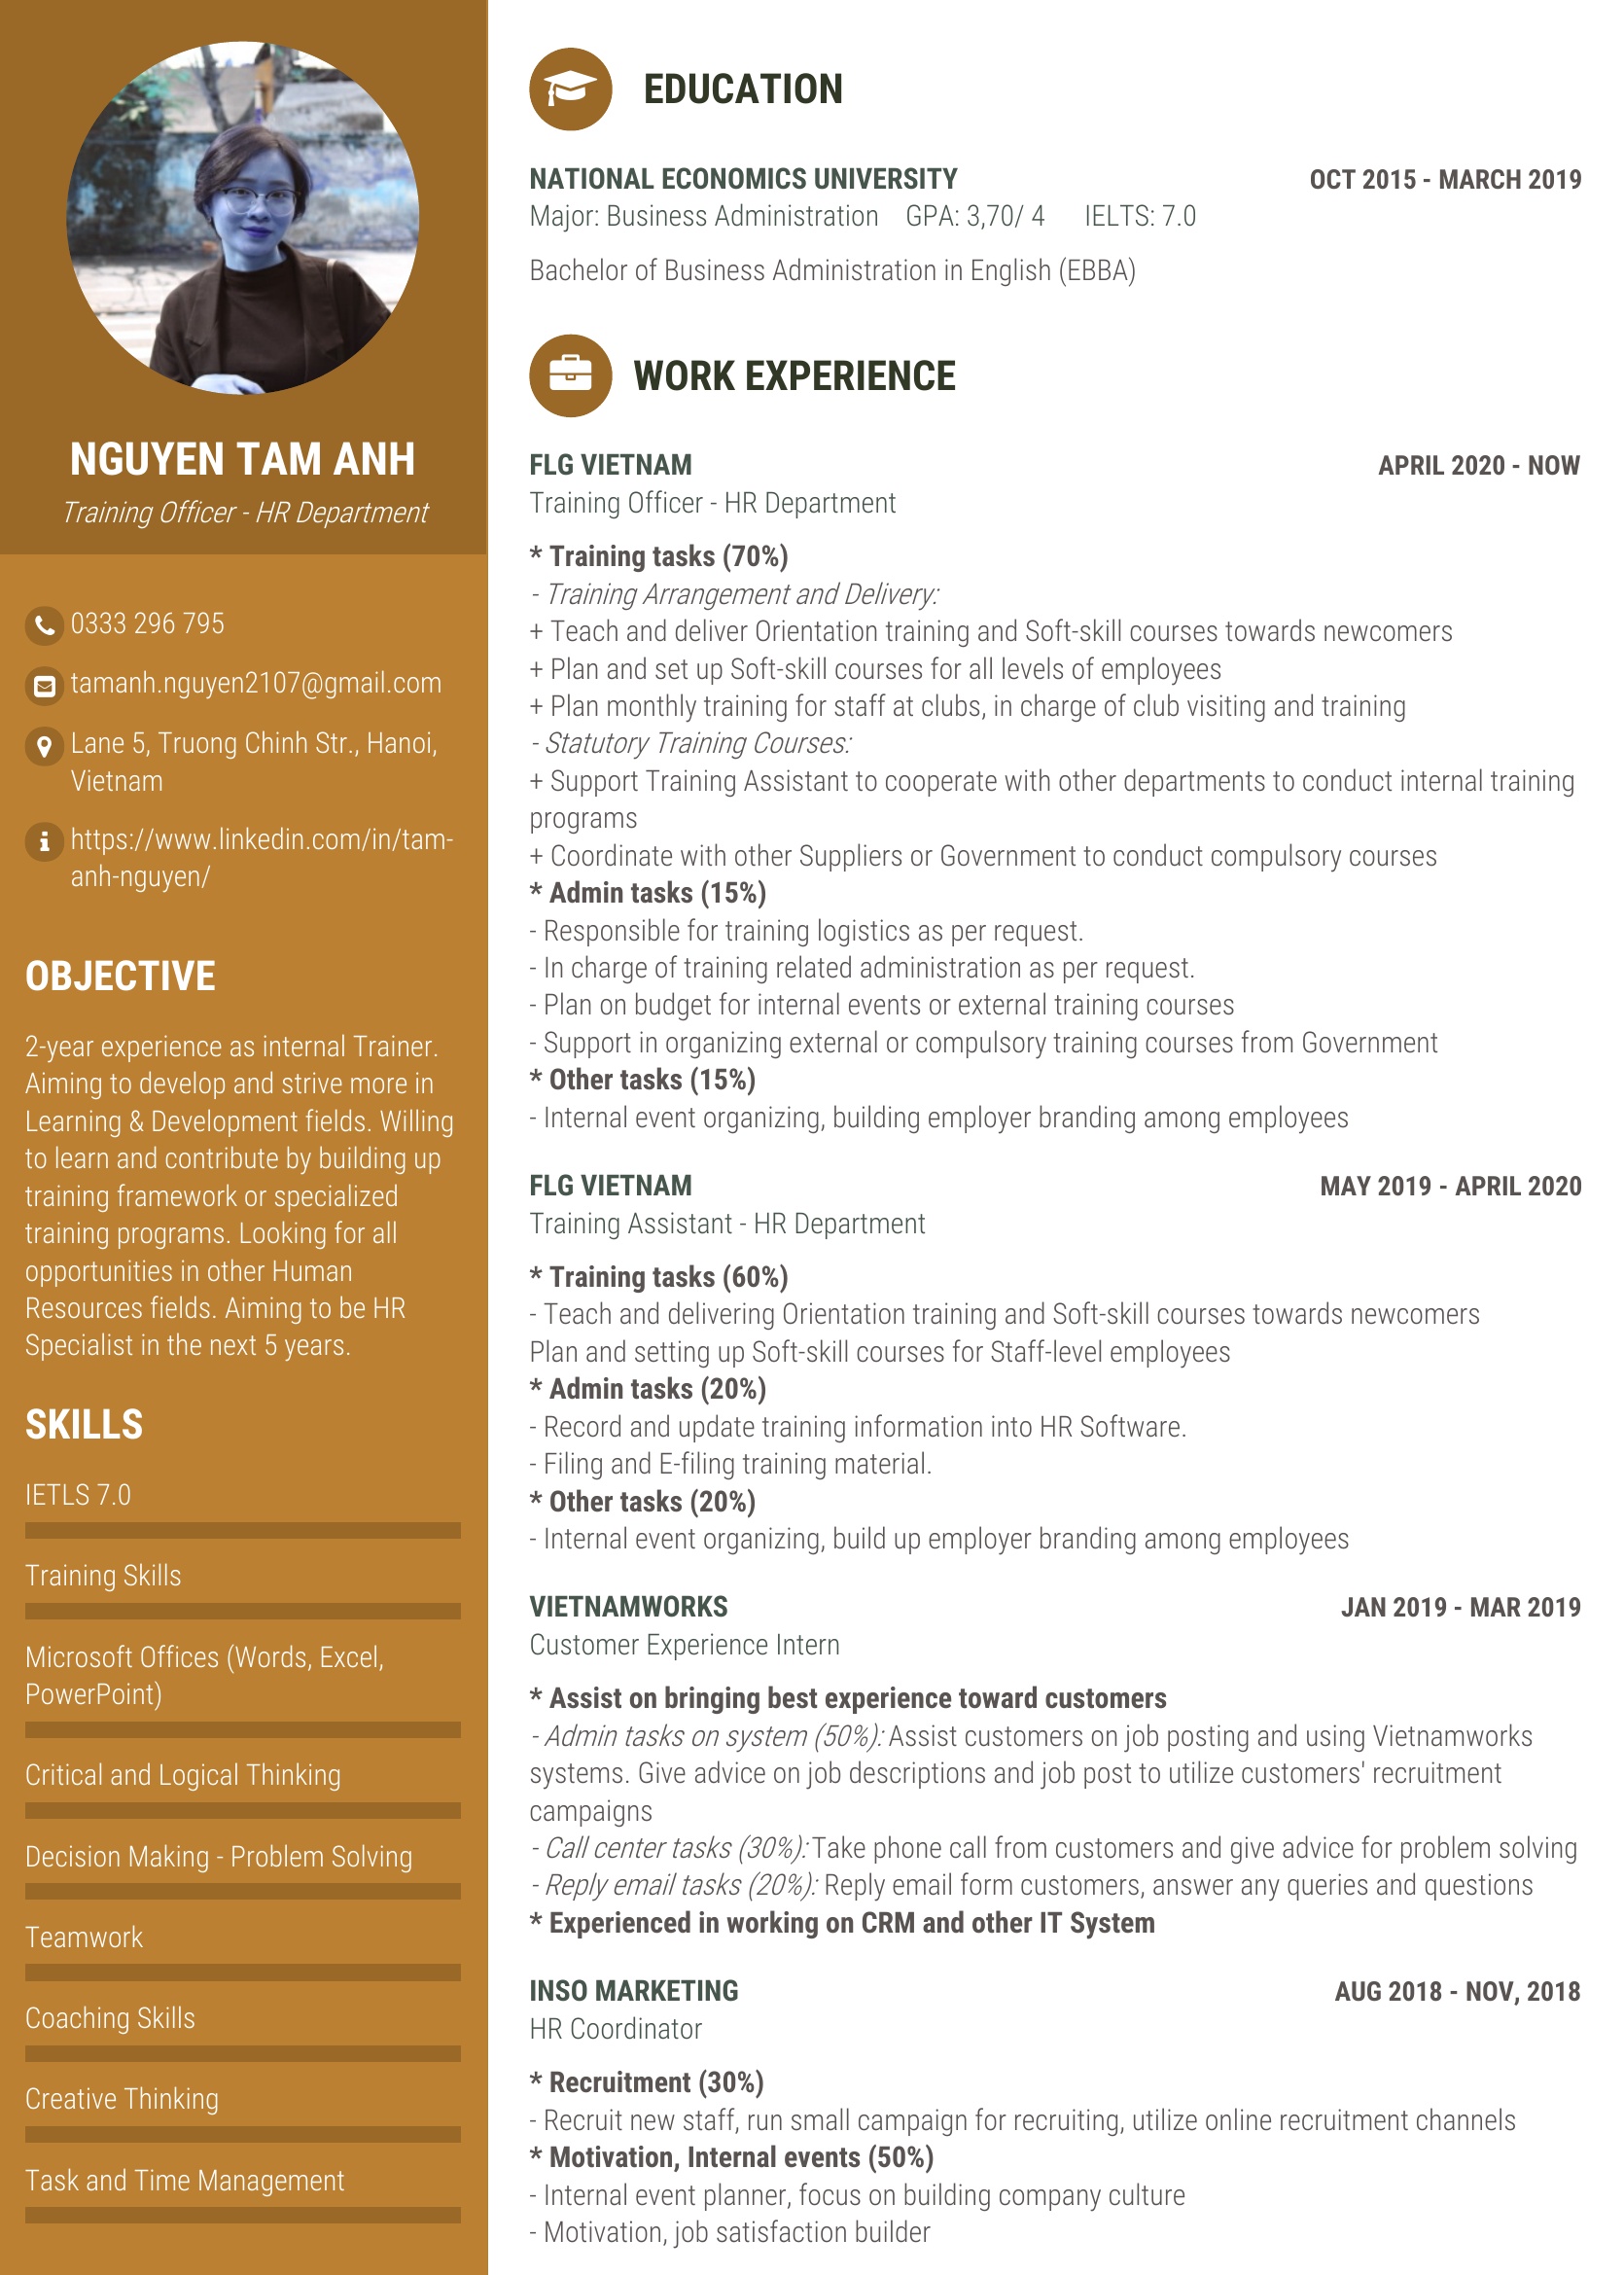 NGUYEN TAM ANH
Training Officer - HR Department
0333 296 795
tamanh.nguyen2107@gmail.com
Lane 5, Truong Chinh Str., Hanoi,
Vietnam
https://www.linkedin.com/in/tam-
anh-nguyen/
OBJECTIVE
2-year experience as internal Trainer.
Aiming to develop and strive more in
Learning & Development fields. Willing
to learn and contribute by building up
training framework or specialized
training programs. Looking for all
opportunities in other Human
Resources fields. Aiming to be HR
Specialist in the next 5 years.
SKILLS
IETLS 7.0
Training Skills
Microsoft Offices (Words, Excel,
PowerPoint)
Critical and Logical Thinking
Decision Making - Problem Solving
Teamwork
Coaching Skills
Creative Thinking
Task and Time Management
EDUCATION
NATIONAL ECONOMICS UNIVERSITY OCT 2015 - MARCH 2019
Major: Business Administration GPA: 3,70/ 4 IELTS: 7.0
Bachelor of Business Administration in English (EBBA)
WORK EXPERIENCE
FLG VIETNAM APRIL 2020 - NOW
Training Officer - HR Department
* Training tasks (70%)
- Training Arrangement and Delivery:
+ Teach and deliver Orientation training and Soft-skill courses towards newcomers
+ Plan and set up Soft-skill courses for all levels of employees
+ Plan monthly training for staff at clubs, in charge of club visiting and training
- Statutory Training Courses:
+ Support Training Assistant to cooperate with other departments to conduct internal training
programs
+ Coordinate with other Suppliers or Government to conduct compulsory courses
* Admin tasks (15%)
- Responsible for training logistics as per request.
- In charge of training related administration as per request.
- Plan on budget for internal events or external training courses
- Support in organizing external or compulsory training courses from Government
* Other tasks (15%)
- Internal event organizing, building employer branding among employees
FLG VIETNAM MAY 2019 - APRIL 2020
Training Assistant - HR Department
* Training tasks (60%)
- Teach and delivering Orientation training and Soft-skill courses towards newcomers
Plan and setting up Soft-skill courses for Staff-level employees
* Admin tasks (20%)
- Record and update training information into HR Software.
- Filing and E-filing training material.
* Other tasks (20%)
- Internal event organizing, build up employer branding among employees
VIETNAMWORKS JAN 2019 - MAR 2019
Customer Experience Intern
* Assist on bringing best experience toward customers
- Admin tasks on system (50%): Assist customers on job posting and using Vietnamworks
systems. Give advice on job descriptions and job post to utilize customers' recruitment
campaigns
- Call center tasks (30%): Take phone call from customers and give advice for problem solving
- Reply email tasks (20%): Reply email form customers, answer any queries and questions
* Experienced in working on CRM and other IT System
INSO MARKETING AUG 2018 - NOV, 2018
HR Coordinator
* Recruitment (30%)
- Recruit new staff, run small campaign for recruiting, utilize online recruitment channels
* Motivation, Internal events (50%)
- Internal event planner, focus on building company culture
- Motivation, job satisfaction builder